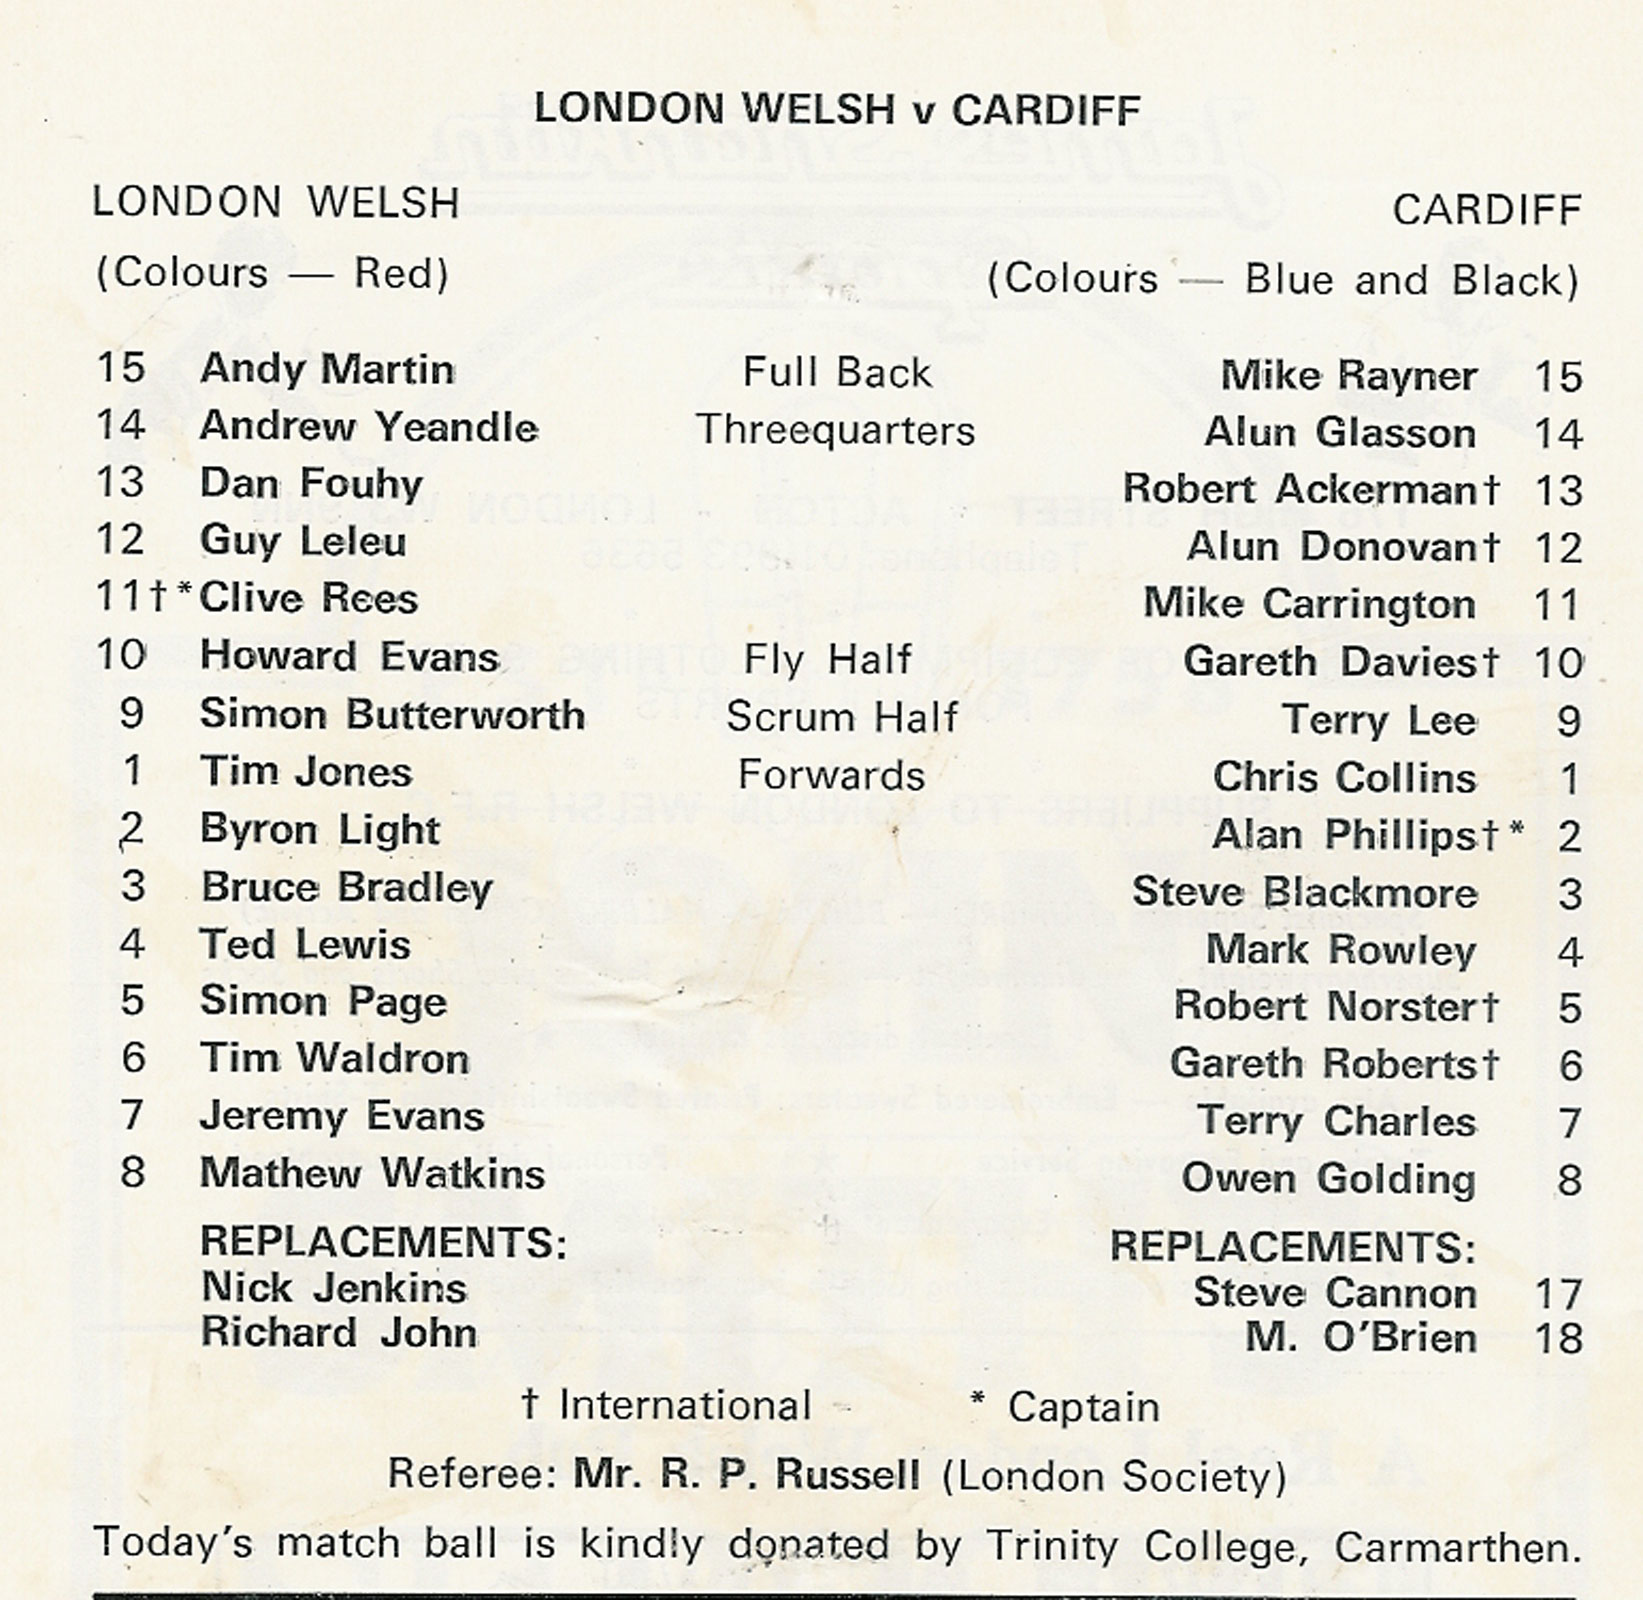 LONDON WELSH v CARDIFF
LONDON WELSH CARDIFF
(Colours — Red) (Colours — Blue and Black)
15 Andy Martin Full Back Mike Rayner 15
14 Andrew Yeandle Threequarters Alun Glasson 14
13 Dan Fouhy Robert Ackerman† 13
12 Guy Leleu Alun Donovan† 12
11†*Clive Rees Mike Carrington 11
10 Howard Evans Fly Half Gareth Davies† 10
9 Simon Butterworth Scrum Half Terry Lee 9
1 Tim Jones Forwards Chris Collins 1
2 Byron Light Alan Phillips†* 2
3 Bruce Bradley Steve Blackmore 3
4 Ted Lewis Mark Rowley 4
5 Simon Page Robert Norster† 5
6 Tim Waldron Gareth Roberts† 6
7 Jeremy Evans Terry Charles 7
8 Mathew Watkins Owen Golding 8
REPLACEMENTS: REPLACEMENTS:
Nick Jenkins Steve Cannon 17
Richard John M. O'Brien 18
† International * Captain
Referee: Mr. R. P. Russell (London Society)
Today's match ball is kindly donated by Trinity College, Carmarthen.